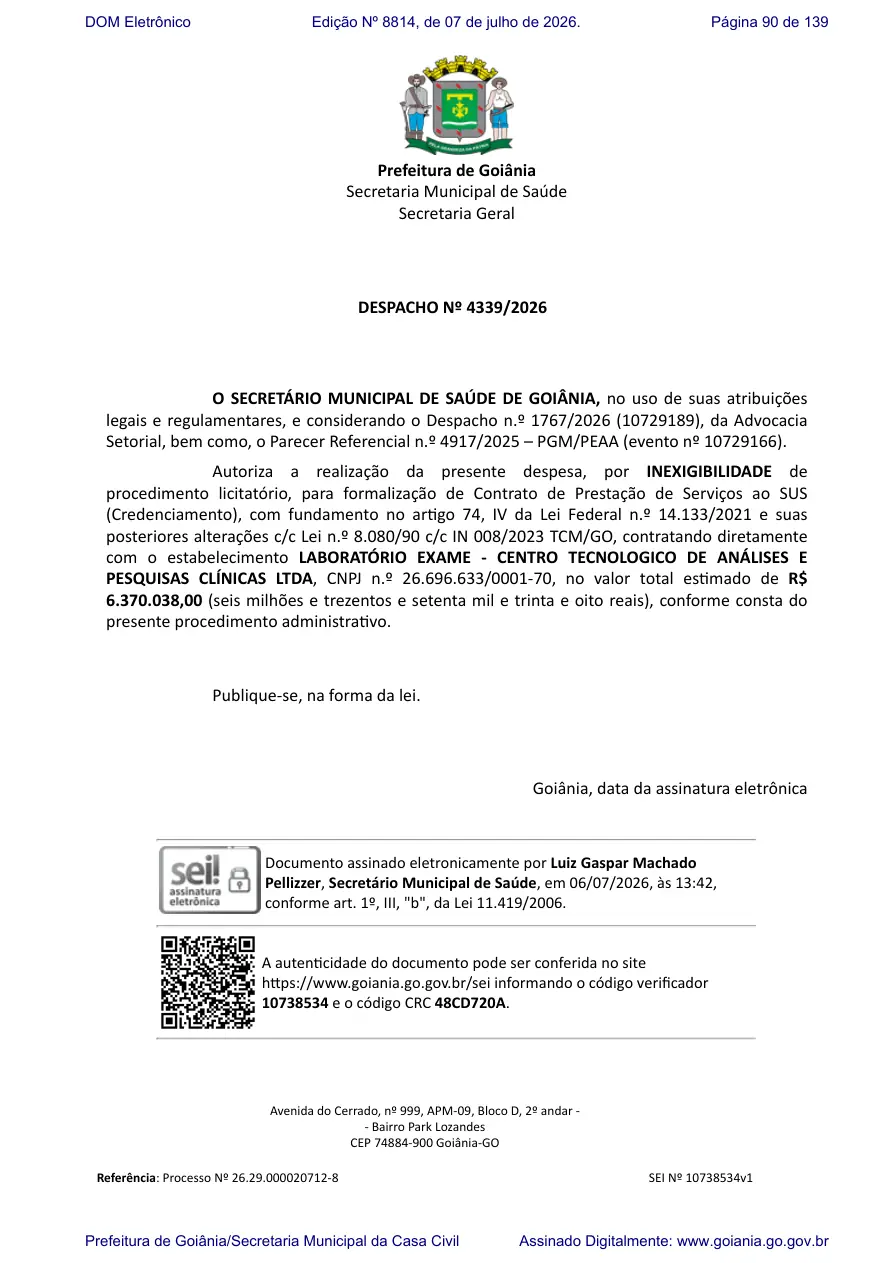 DOM Eletrônico Edição Nº 8814, de 07 de julho de 2026. Página 90 de 139
Prefeitura de Goiânia
Secretaria Municipal de Saúde
Secretaria Geral
DESPACHO Nº 4339/2026
O SECRETÁRIO MUNICIPAL DE SAÚDE DE GOIÂNIA, no uso de suas atribuições
legais e regulamentares, e considerando o Despacho n.º 1767/2026 (10729189), da Advocacia
Setorial, bem como, o Parecer Referencial n.º 4917/2025 – PGM/PEAA (evento nº 10729166).
Autoriza a realização da presente despesa, por INEXIGIBILIDADE de
procedimento licitatório, para formalização de Contrato de Prestação de Serviços ao SUS
(Credenciamento), com fundamento no artigo 74, IV da Lei Federal n.º 14.133/2021 e suas
posteriores alterações c/c Lei n.º 8.080/90 c/c IN 008/2023 TCM/GO, contratando diretamente
com o estabelecimento LABORATÓRIO EXAME - CENTRO TECNOLOGICO DE ANÁLISES E
PESQUISAS CLÍNICAS LTDA, CNPJ n.º 26.696.633/0001-70, no valor total estimado de R$
6.370.038,00 (seis milhões e trezentos e setenta mil e trinta e oito reais), conforme consta do
presente procedimento administrativo.
Publique-se, na forma da lei.
Goiânia, data da assinatura eletrônica
sei!
assinatura
eletrônica
Documento assinado eletronicamente por Luiz Gaspar Machado
Pellizzer, Secretário Municipal de Saúde, em 06/07/2026, às 13:42,
conforme art. 1º, III, "b", da Lei 11.419/2006.
A autenticidade do documento pode ser conferida no site
https://www.goiania.go.gov.br/sei informando o código verificador
10738534 e o código CRC 48CD720A.
Avenida do Cerrado, nº 999, APM-09, Bloco D, 2º andar -
- Bairro Park Lozandes
CEP 74884-900 Goiânia-GO
Referência: Processo Nº 26.29.000020712-8 SEI Nº 10738534v1
Prefeitura de Goiânia/Secretaria Municipal da Casa Civil Assinado Digitalmente: www.goiania.go.gov.br